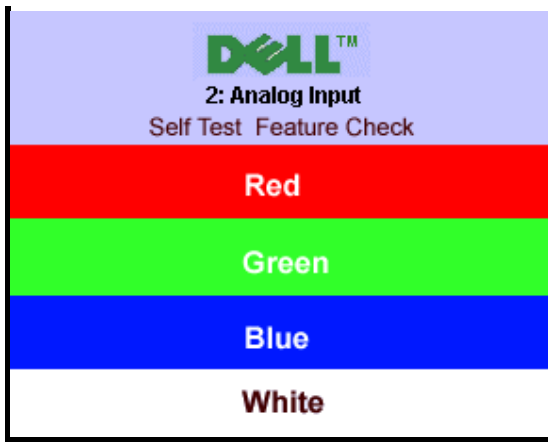 DELL™
2: Analog Input
Self Test Feature Check
Red
Green
Blue
White